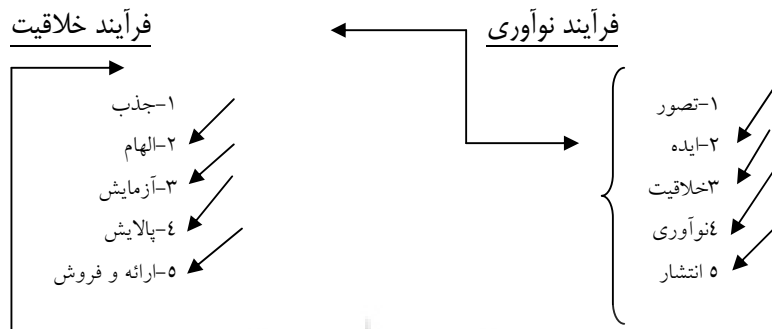 فرآیند نوآوری
۱-تصور
۲-ایده
۳خلاقیت
٤نوآوری
٥ انتشار
فرآیند خلاقیت
۱-جذب
۲-الهام
۳-آزمایش
٤-پالایش
٥-ارائه و فروش